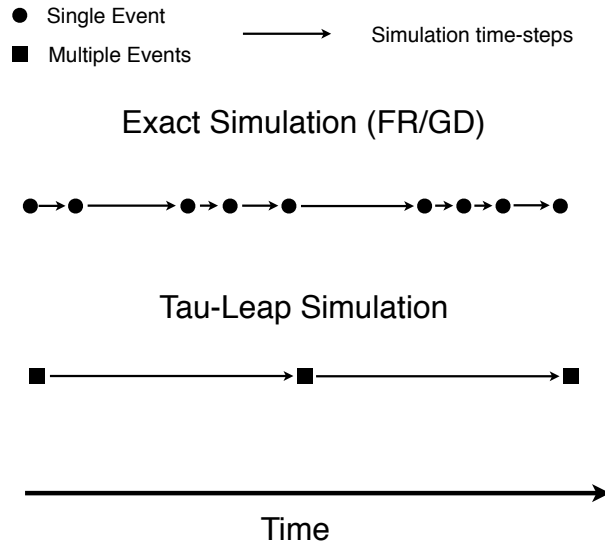 Single Event
Simulation time-steps
Multiple Events
Exact Simulation (FR/GD)
Tau-Leap Simulation
Time